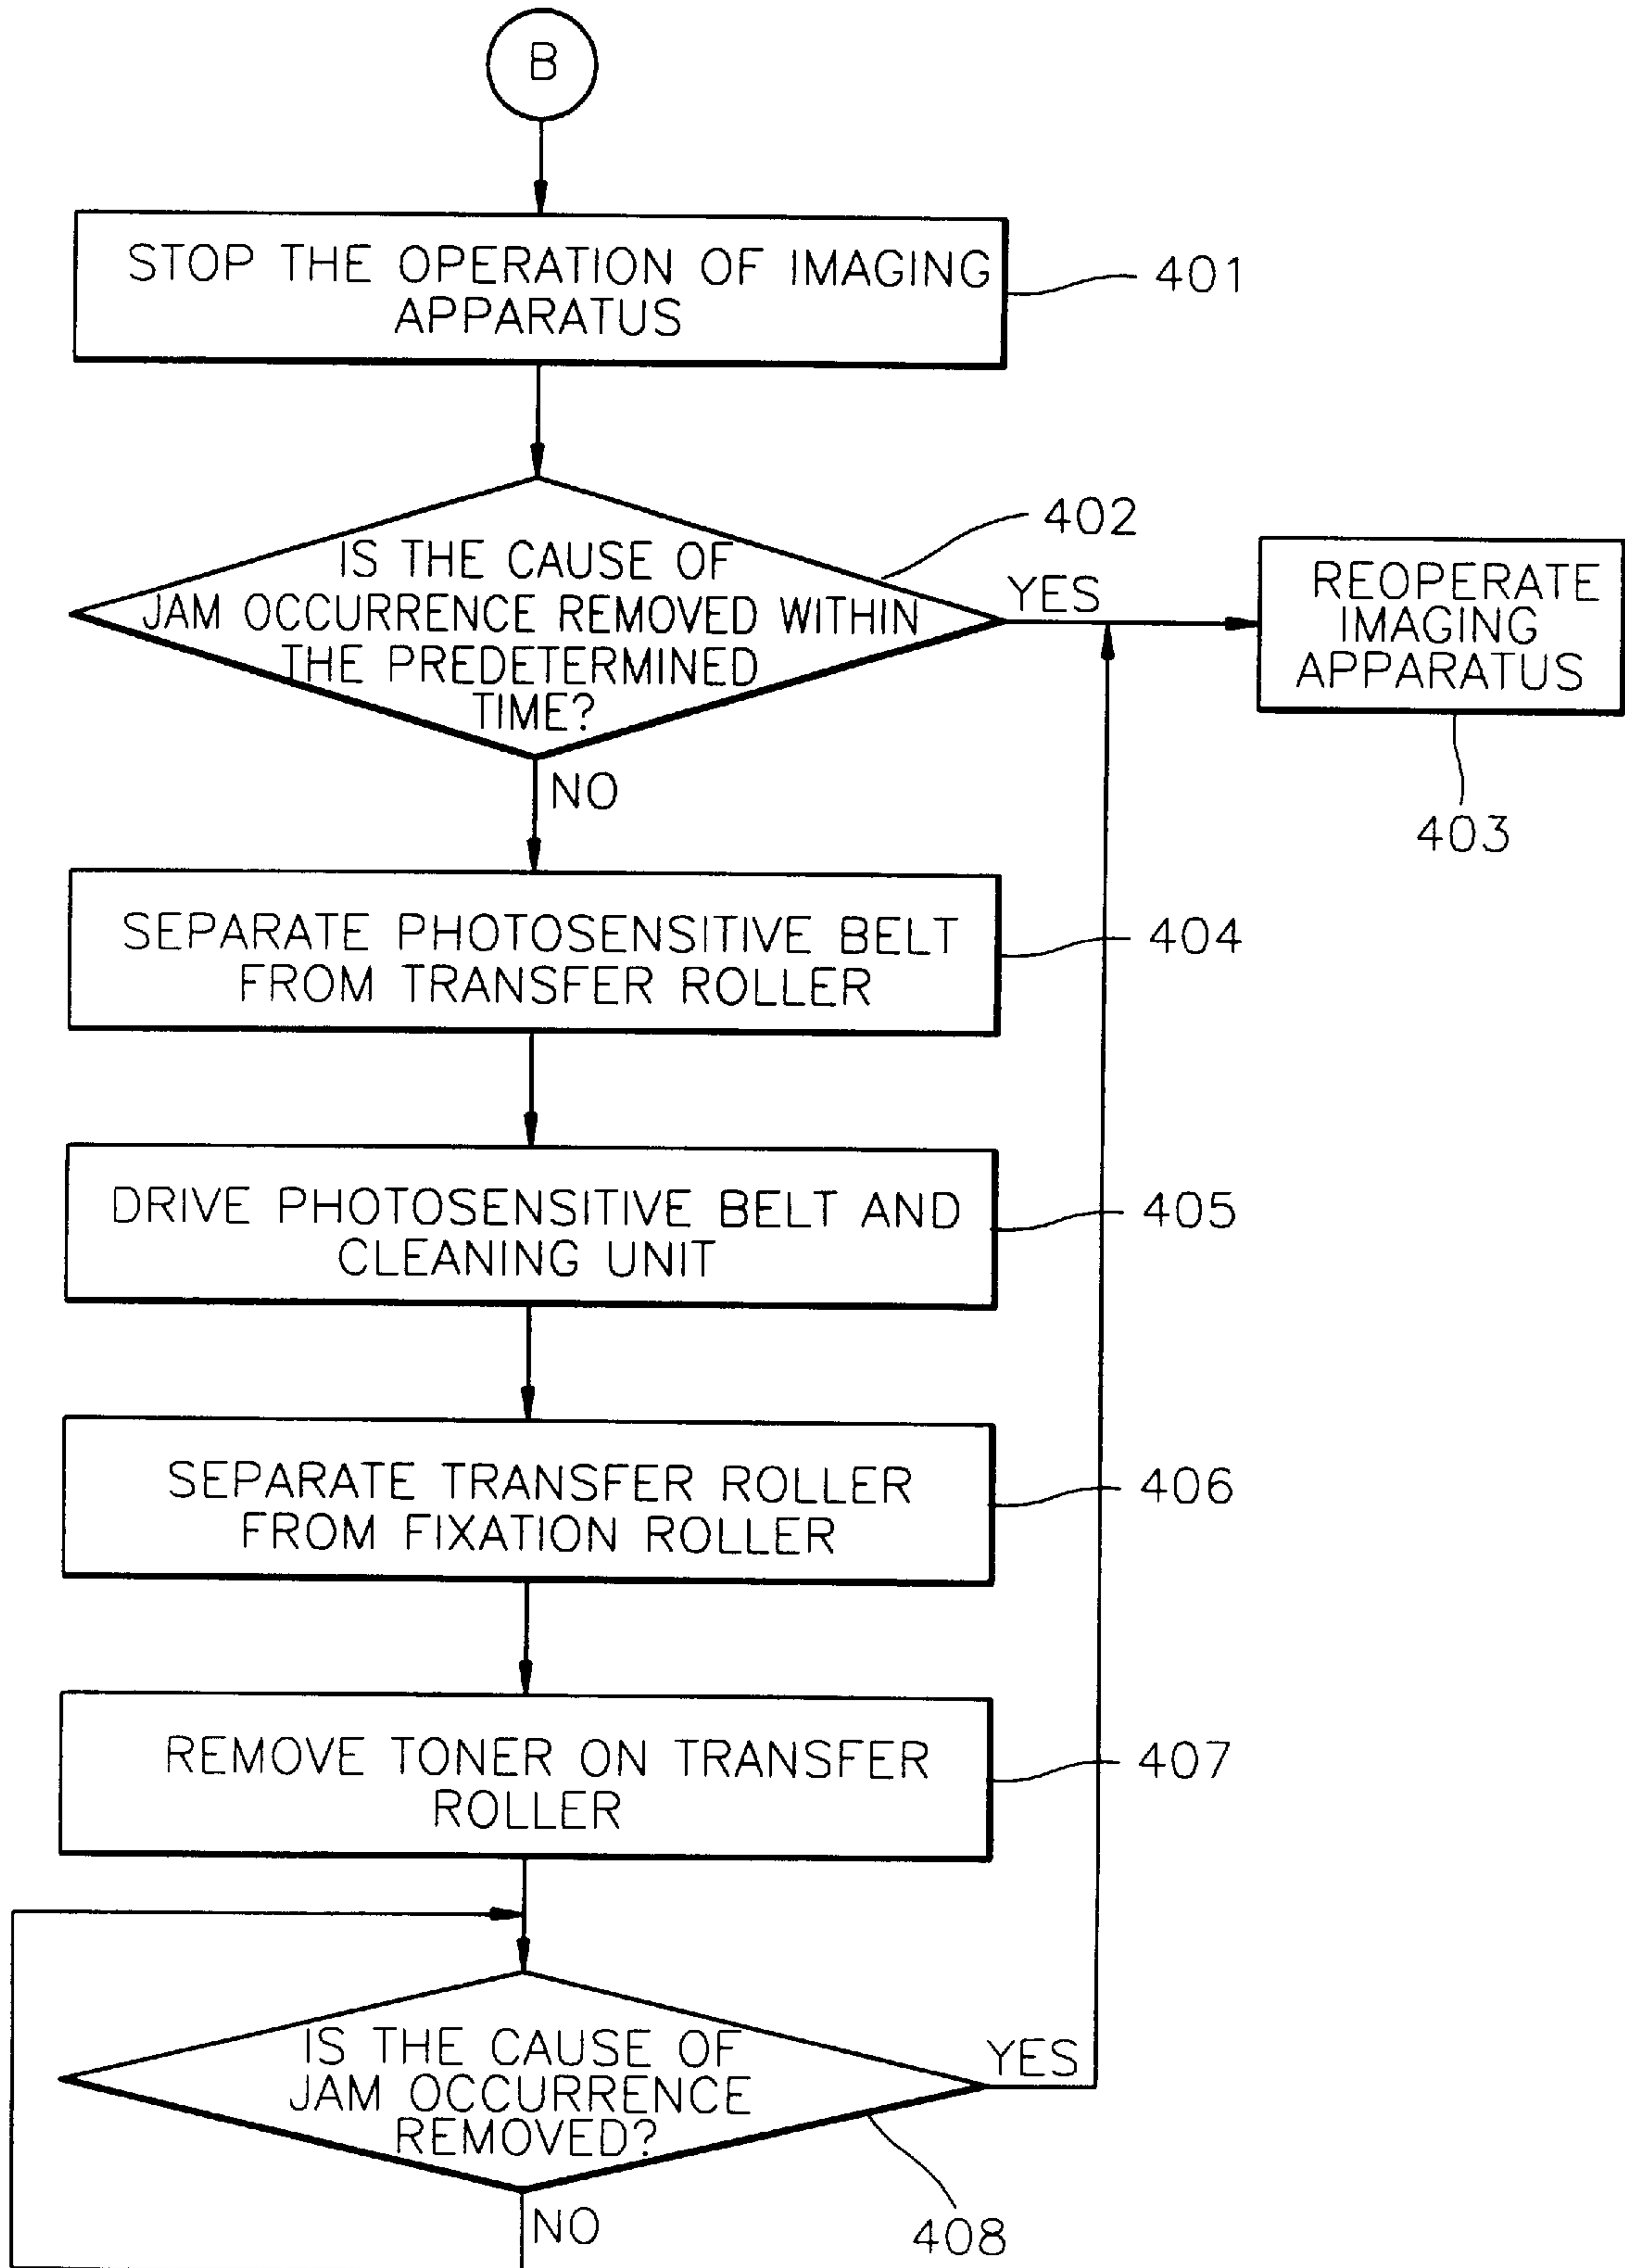 B
STOP THE OPERATION OF IMAGING
APPARATUS
401
IS THE CAUSE OF
JAM OCCURRENCE REMOVED WITHIN
THE PREDETERMINED
TIME?
402
YES
REOPERATE
IMAGING
APPARATUS
403
NO
SEPARATE PHOTOSENSITIVE BELT
FROM TRANSFER ROLLER
404
DRIVE PHOTOSENSITIVE BELT AND
CLEANING UNIT
405
SEPARATE TRANSFER ROLLER
FROM FIXATION ROLLER
406
REMOVE TONER ON TRANSFER
ROLLER
407
IS THE CAUSE OF
JAM OCCURRENCE
REMOVED?
YES
408
NO